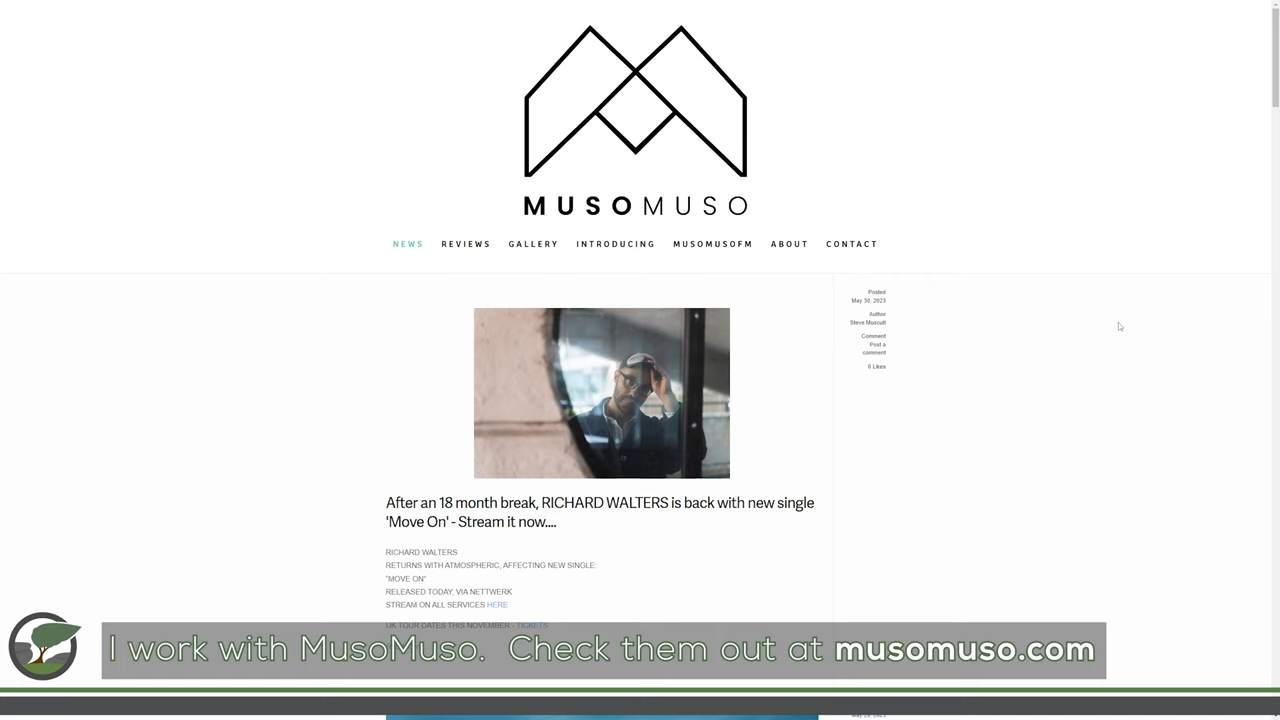 MUSOMUSO
NEWS REVIEWS GALLERY INTRODUCING MUSOMUSOFM ABOUT CONTACT
Posted
May 30, 2023
Author
Steve Muscutt
Comment
Post a
comment
0 Likes
After an 18 month break, RICHARD WALTERS is back with new single
'Move On' - Stream it now....
RICHARD WALTERS
RETURNS WITH ATMOSPHERIC, AFFECTING NEW SINGLE:
"MOVE ON"
RELEASED TODAY, VIA NETTWERK
STREAM ON ALL SERVICES HERE
UK TOUR DATES THIS NOVEMBER - TICKETS
I work with MusoMuso. Check them out at musomuso.com